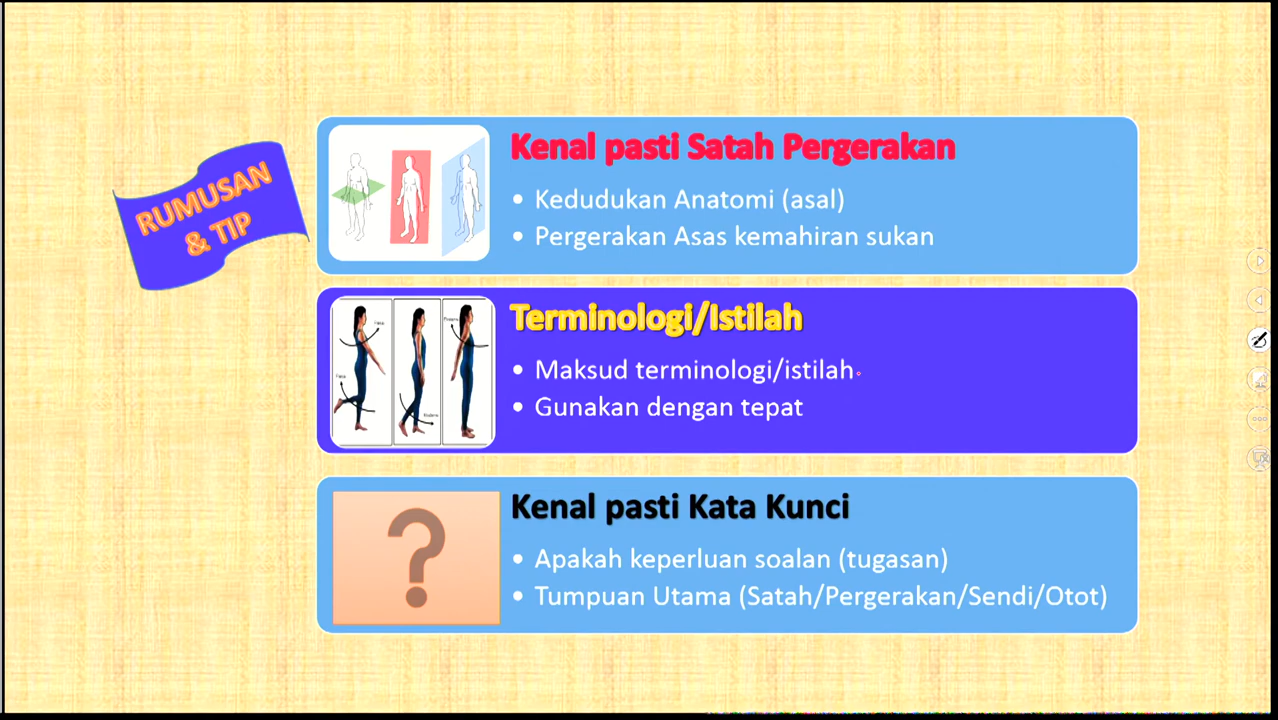 RUMUSAN
& TIP
Kenal pasti Satah Pergerakan
• Kedudukan Anatomi (asal)
• Pergerakan Asas kemahiran sukan
Terminologi/Istilah
• Maksud terminologi/istilah
• Gunakan dengan tepat
Kenal pasti Kata Kunci
• Apakah keperluan soalan (tugasan)
• Tumpuan Utama (Satah/Pergerakan/Sendi/Otot)
?